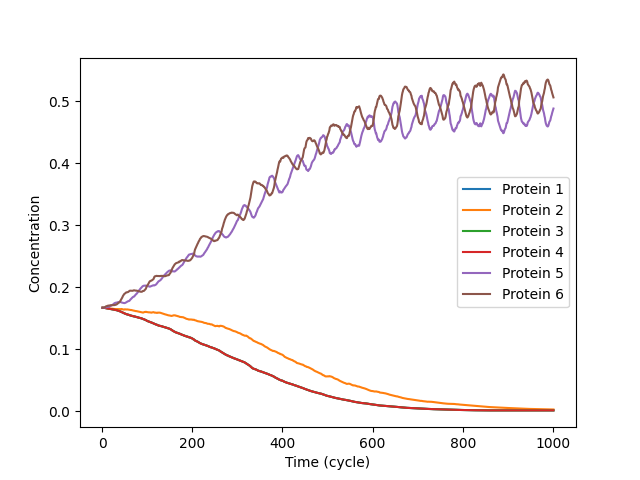 Concentration
0.5
0.4
0.3
0.2
0.1
0.0
Protein 1
Protein 2
Protein 3
Protein 4
Protein 5
Protein 6
0 200 400 600 800 1000
Time (cycle)